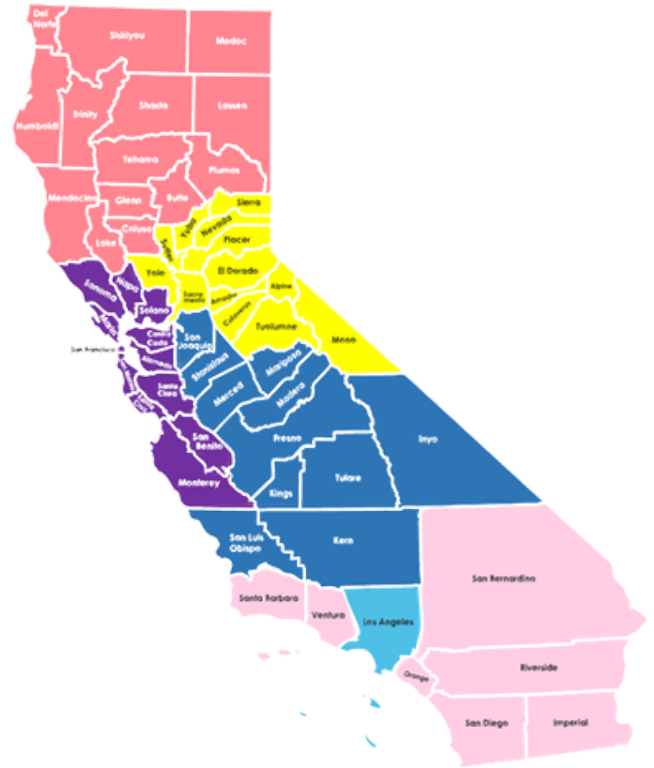 Del
Norte
Siskiyou
Modoc
Humboldt
Trinity
Shasta
Lassen
Tehama
Plumas
Mendocino
Glenn
Butte
Lake
Colusa
Sierra
Yuba
Nevada
Sutter
Placer
Yolo
El Dorado
Sacra
mento
Amador
Alpine
Calaveras
Tuolumne
Mono
Sonoma
Napa
Solano
Marin
Contra
Costa
San Francisco
Alameda
Santa
Clara
San
Joaquin
Stanislaus
Mariposa
Merced
Madera
San
Benito
Monterey
Fresno
Inyo
Kings
Tulare
San Luis
Obispo
Kern
San Bernardino
Santa Barbara
Ventura
Los Angeles
Orange
Riverside
San Diego
Imperial